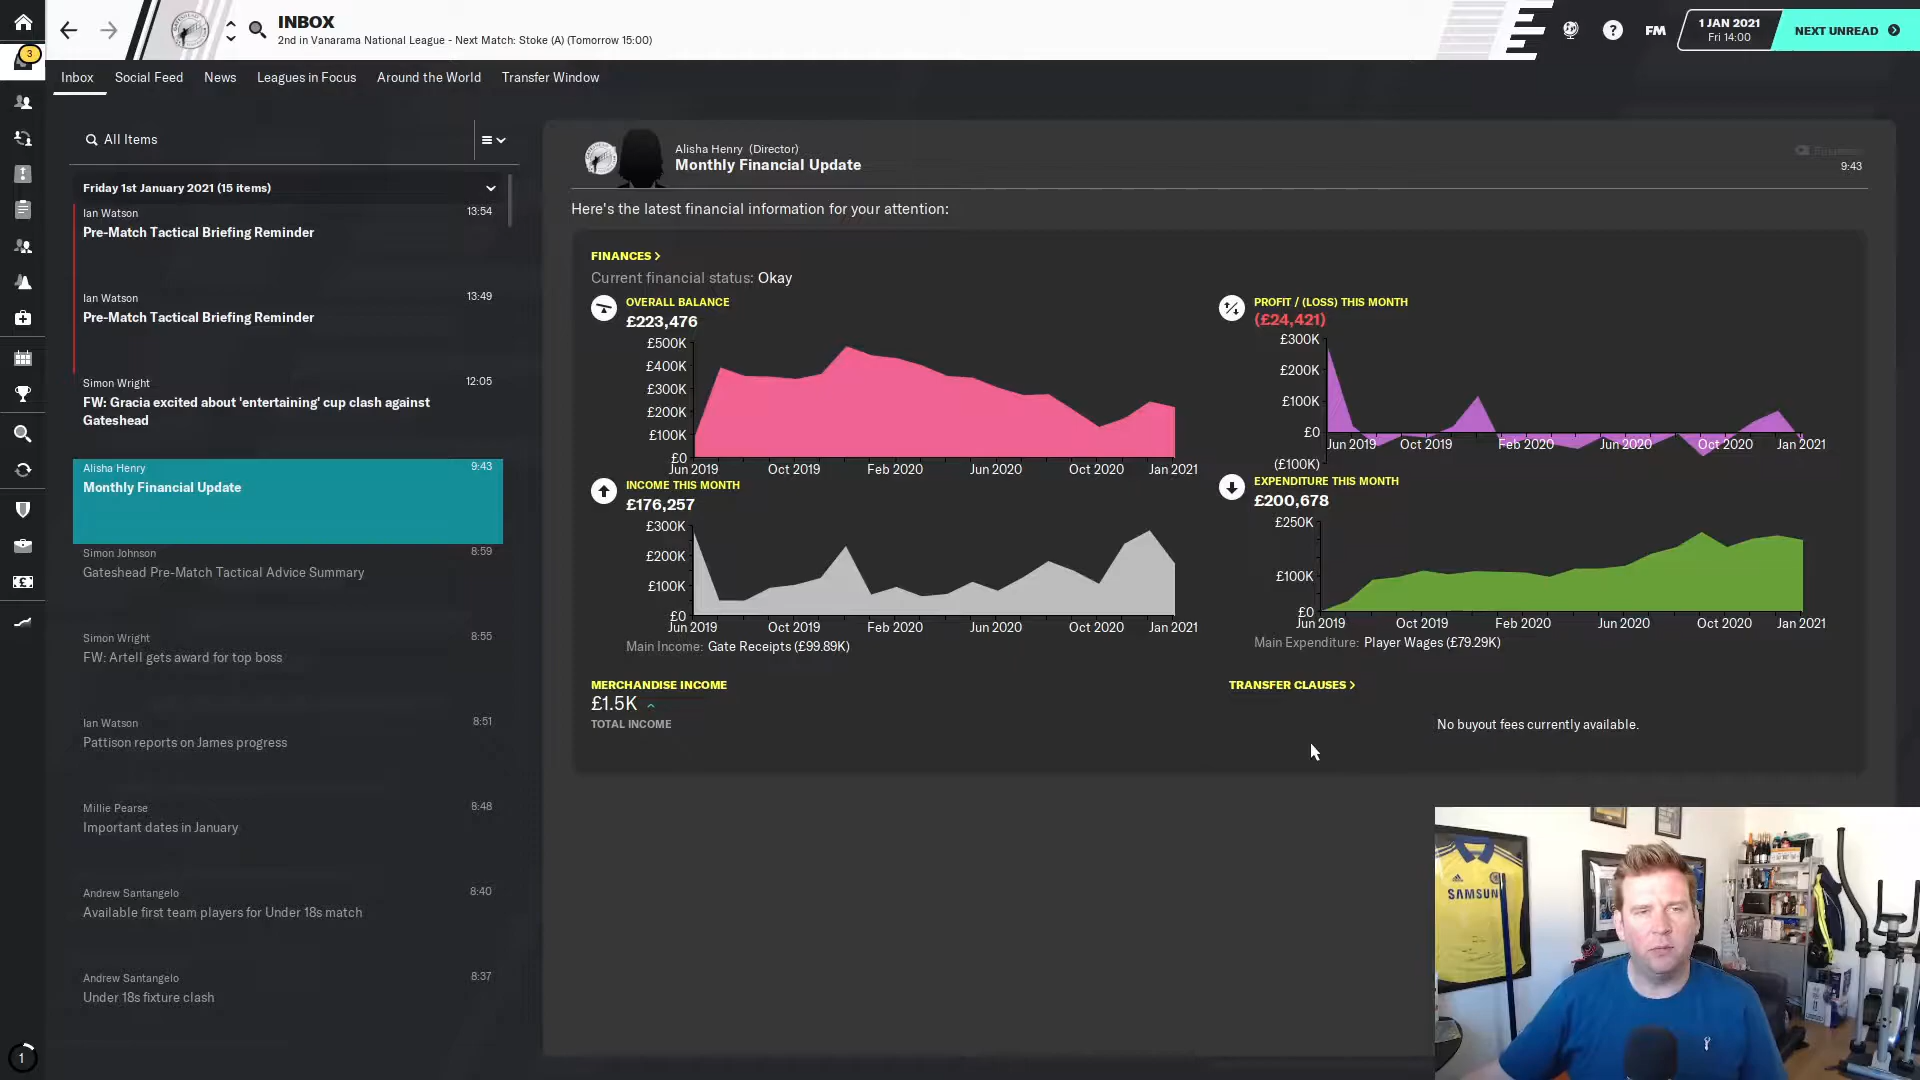 INBOX
2nd in Vanarama National League - Next Match: Stoke (A) (Tomorrow 15:00)
FM
1 JAN 2021
Fri 14:00
NEXT UNREAD
3
Inbox
Social Feed
News
Leagues in Focus
Around the World
Transfer Window
All Items
Friday 1st January 2021 (15 items)
Ian Watson
13:54
Pre-Match Tactical Briefing Reminder
Ian Watson
13:49
Pre-Match Tactical Briefing Reminder
Simon Wright
12:05
FW: Gracia excited about 'entertaining' cup clash against
Gateshead
Alisha Henry
9:43
Monthly Financial Update
Simon Johnson
8:59
Gateshead Pre-Match Tactical Advice Summary
Simon Wright
8:55
FW: Artell gets award for top boss
Ian Watson
8:51
Pattison reports on James progress
Millie Pearse
8:48
Important dates in January
Andrew Santangelo
8:40
Available first team players for Under 18s match
Andrew Santangelo
8:37
Under 18s fixture clash
1
Alisha Henry (Director)
Monthly Financial Update
9:43
Here's the latest financial information for your attention:
FINANCES >
Current financial status: Okay
OVERALL BALANCE
£223,476
£500K
£400K
£300K
£200K
£100K
£0
Jun 2019 Oct 2019 Feb 2020 Jun 2020 Oct 2020 Jan 2021
PROFIT / (LOSS) THIS MONTH
(£24,421)
£300K
£200K
£100K
£0
(£100K)
Jun 2019 Oct 2019 Feb 2020 Jun 2020 Oct 2020 Jan 2021
INCOME THIS MONTH
£176,257
£300K
£200K
£100K
£0
Jun 2019 Oct 2019 Feb 2020 Jun 2020 Oct 2020 Jan 2021
Main Income: Gate Receipts (£99.89K)
EXPENDITURE THIS MONTH
£200,678
£250K
£100K
£0
Jun 2019 Oct 2019 Feb 2020 Jun 2020 Oct 2020 Jan 2021
Main Expenditure: Player Wages (£79.29K)
MERCHANDISE INCOME
£1.5K
TOTAL INCOME
TRANSFER CLAUSES >
No buyout fees currently available.
SAMSUN